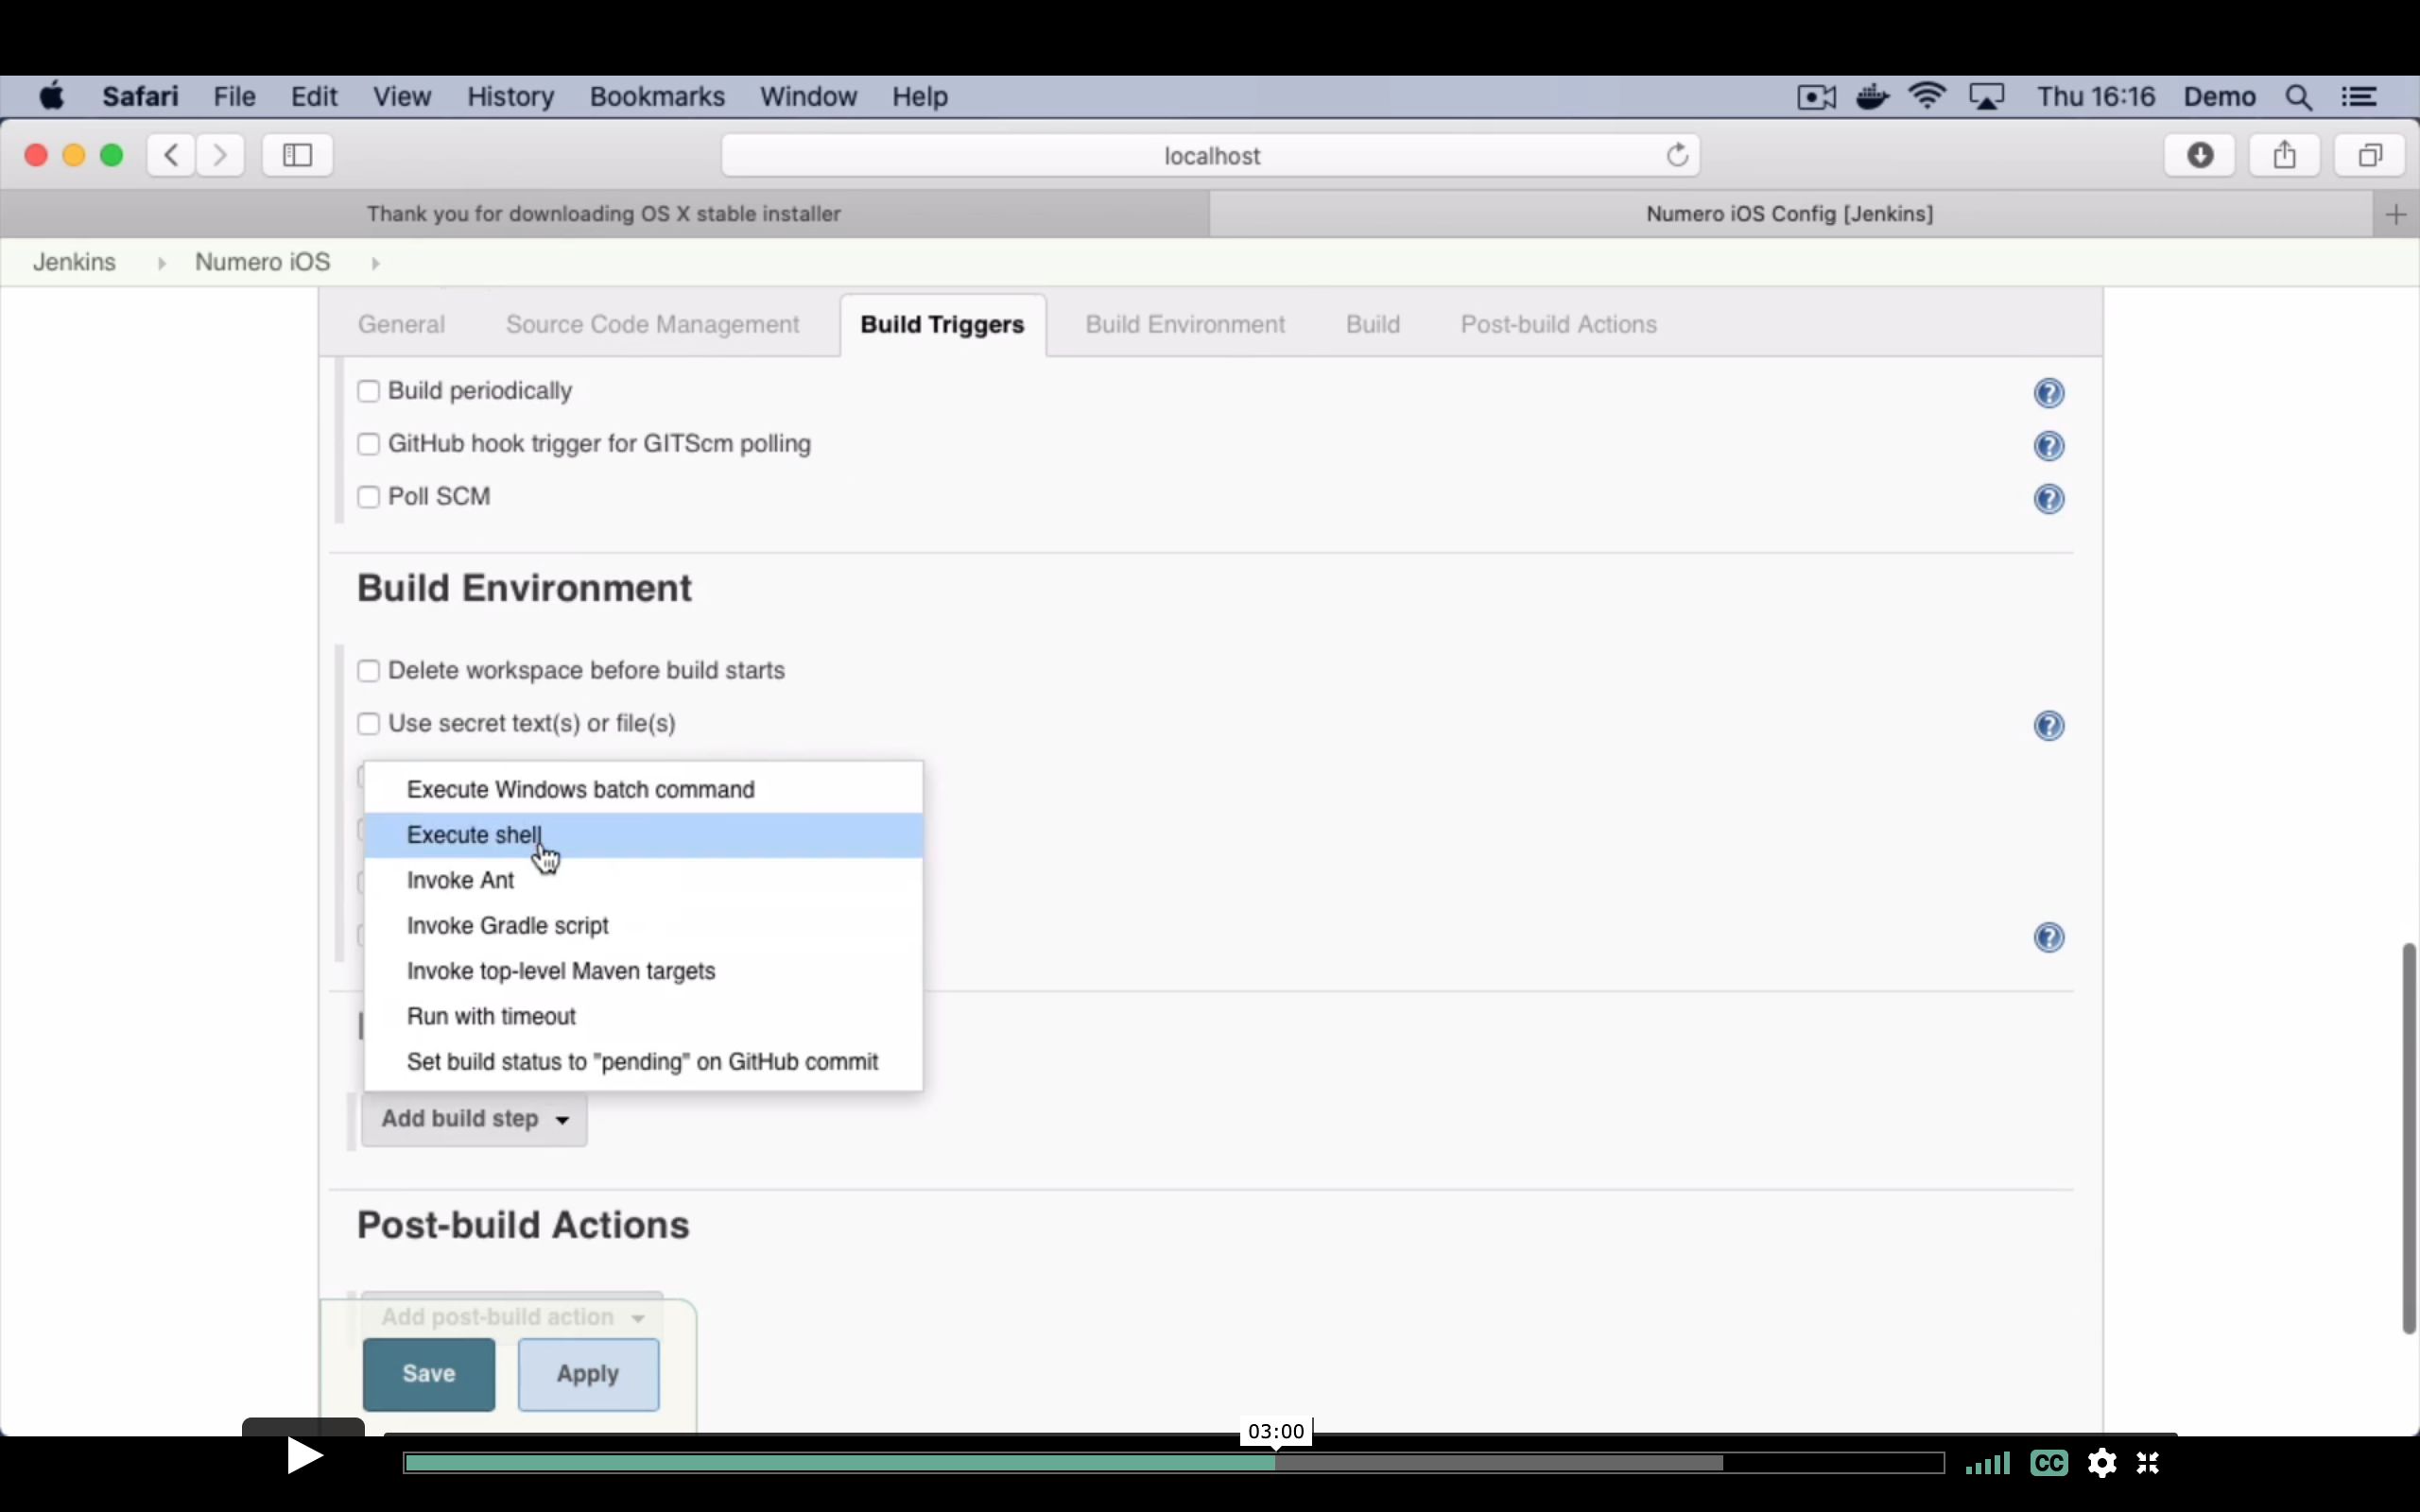 Safari File Edit View History Bookmarks Window Help Thu 16:16 Demo
localhost
Thank you for downloading OS X stable installer Numero iOS Config [Jenkins]
Jenkins Numero iOS
General Source Code Management Build Triggers Build Environment Build Post-build Actions
Build periodically
GitHub hook trigger for GITScm polling
Poll SCM
Build Environment
Delete workspace before build starts
Use secret text(s) or file(s)
Execute Windows batch command
Execute shell
Invoke Ant
Invoke Gradle script
Invoke top-level Maven targets
Run with timeout
Set build status to "pending" on GitHub commit
Add build step
Post-build Actions
Add post-build action
Save Apply
03:00
CC